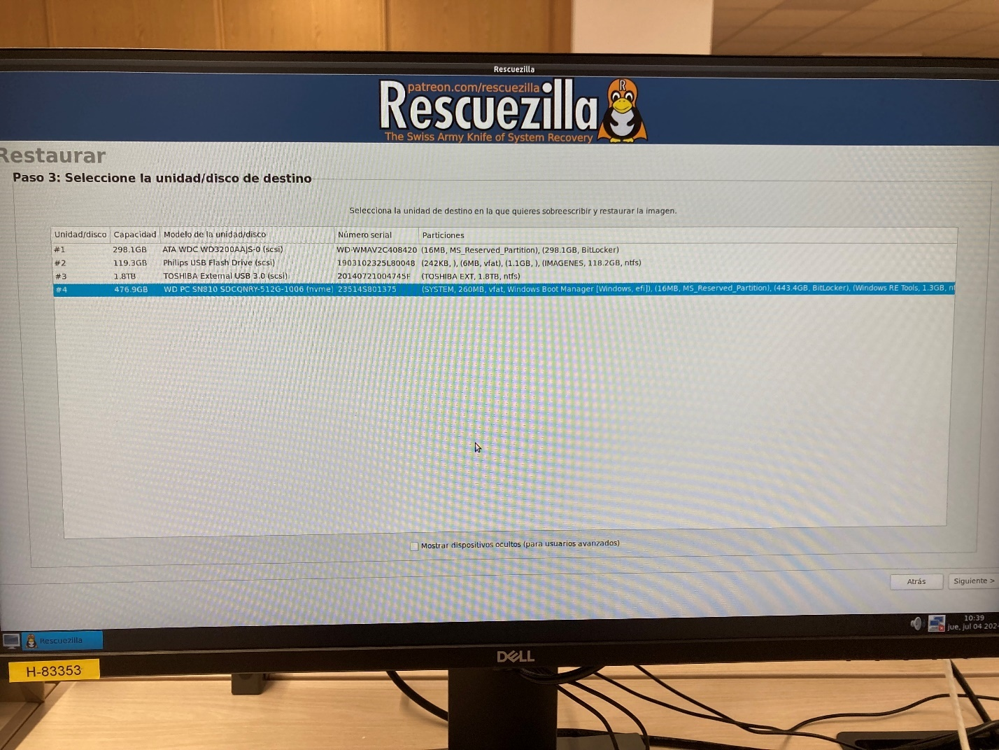 Rescuezilla
patreon.com/rescuezilla
Rescuezilla
R
The Swiss Army Knife of System Recovery
Restaurar
Paso 3: Seleccione la unidad/disco de destino
Selecciona la unidad de destino en la que quieres sobreescribir y restaurar la imagen.
Unidad/disco Capacidad Modelo de la unidad/disco Número serial Particiones
#1 298.1GB ATA WDC WD3200AAJS-0 (scsi) WD-WMAV2C408420 (16MB, MS_Reserved_Partition), (298.1GB, BitLocker)
#2 119.3GB Philips USB Flash Drive (scsi) 1903102325L80048 (242KB, ), (6MB, vfat), (1.1GB, ), (IMAGENES, 118.2GB, ntfs)
#3 1.8TB TOSHIBA External USB 3.0 (scsi) 20140721004745F (TOSHIBA EXT, 1.8TB, ntfs)
#4 476.9GB WD PC SN810 SDCQNRY-512G-1006 (nvme) 23514S801375 (SYSTEM, 260MB, vfat, Windows Boot Manager [Windows, efi]), (16MB, MS_Reserved_Partition), (443.4GB, BitLocker), (Windows RE Tools, 1.3GB, nt
Mostrar dispositivos ocultos (para usuarios avanzados)
Atrás Siguiente >
10:39
jue, jul 04 202
Rescuezilla
DELL
H-83353